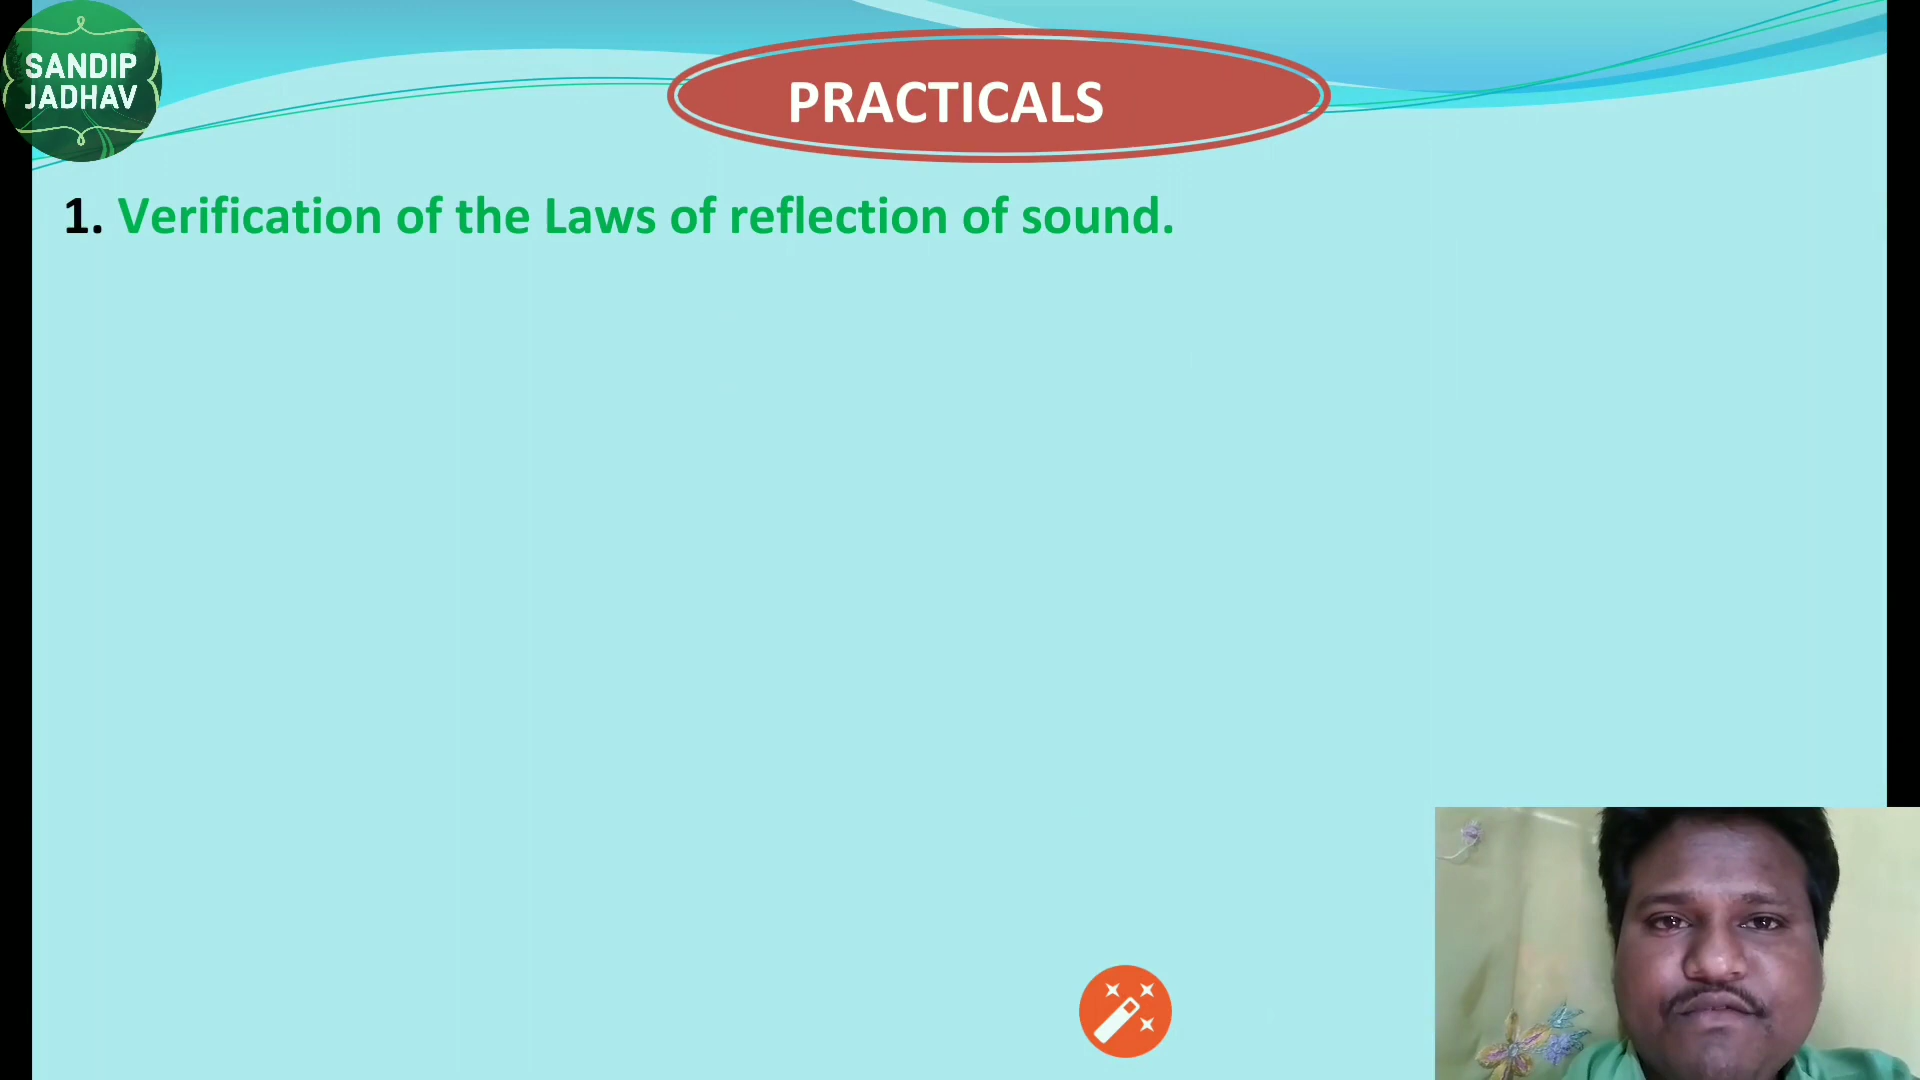 SANDIP
JADHAV
PRACTICALS
1. Verification of the Laws of reflection of sound.